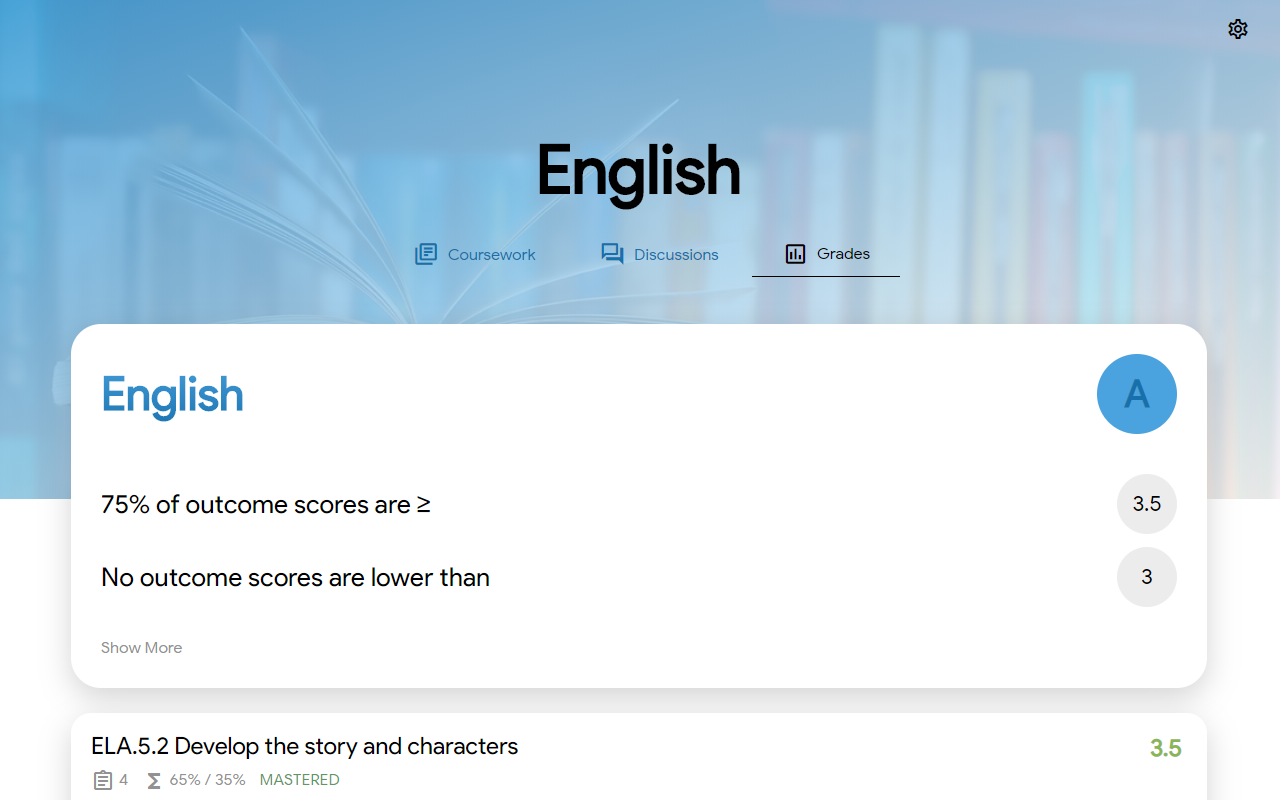 English
Coursework
Discussions
Grades
English
A
75% of outcome scores are ≥
3.5
No outcome scores are lower than
3
Show More
ELA.5.2 Develop the story and characters
3.5
4
65% / 35%
MASTERED